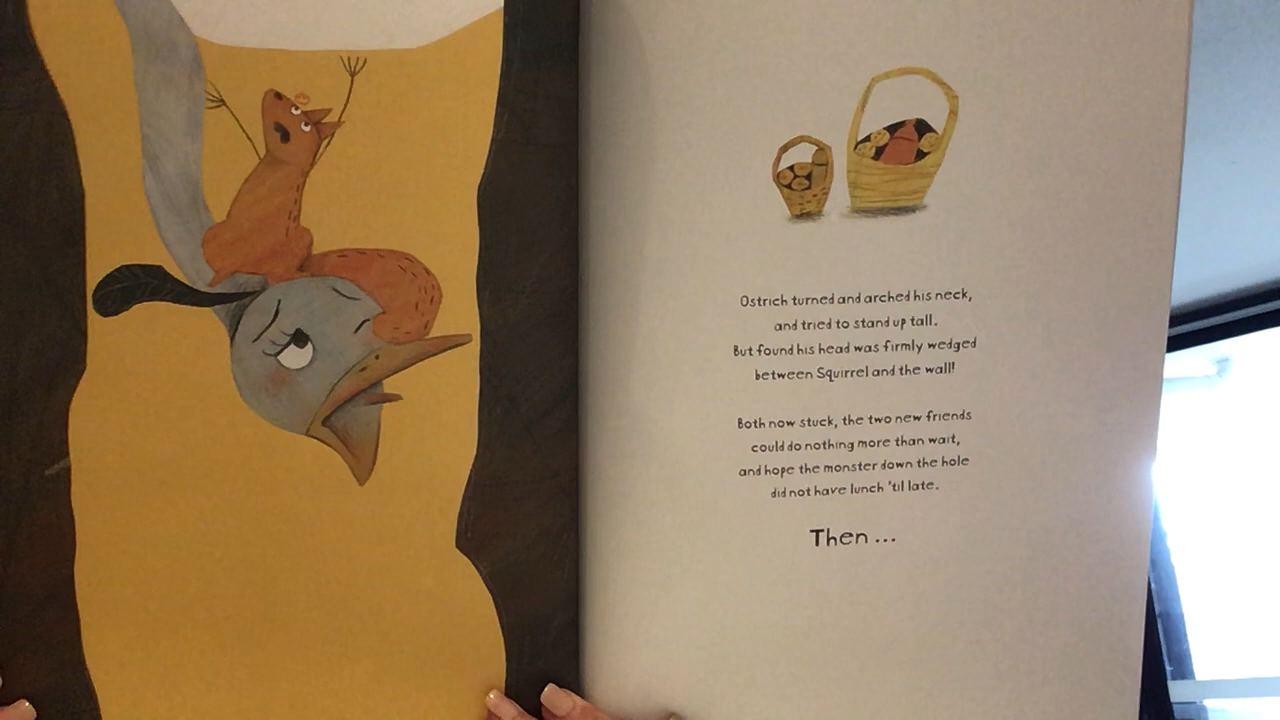 Ostrich turned and arched his neck,
and tried to stand up tall.
But found his head was firmly wedged
between Squirrel and the wall!
Both now stuck, the two new friends
could do nothing more than wait,
and hope the monster down the hole
did not have lunch 'til late.
Then ...